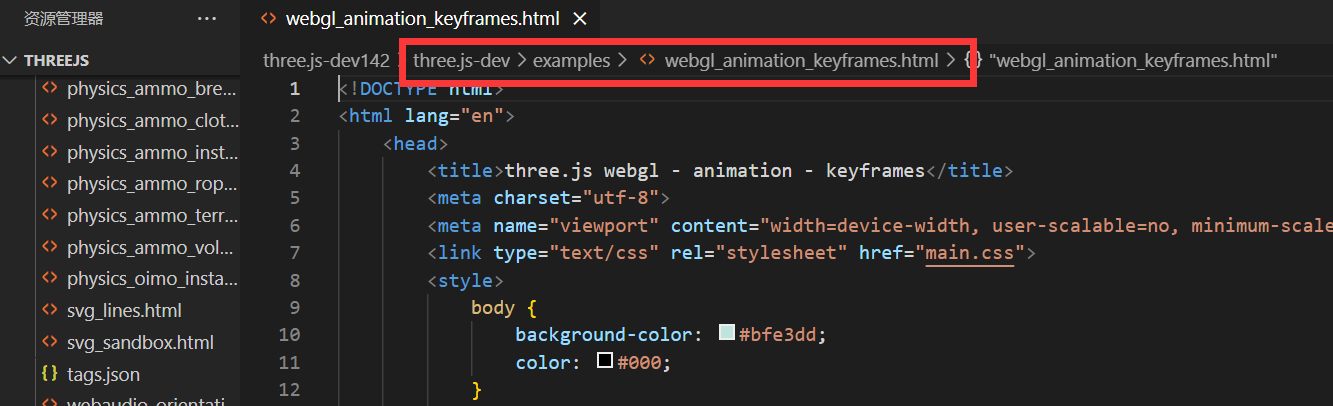 资源管理器 ···
webgl_animation_keyframes.html ×
THREEJS
three.js-dev142 > three.js-dev > examples > <> webgl_animation_keyframes.html > {} "webgl_animation_keyframes.html"
physics_ammo_bre...
physics_ammo_clot...
physics_ammo_inst...
physics_ammo_rop...
physics_ammo_terr...
physics_ammo_vol...
physics_oimo_insta...
svg_lines.html
svg_sandbox.html
{} tags.json
webaudio_orientati...
1 <!DOCTYPE html>
2 <html lang="en">
3 <head>
4 <title>three.js webgl - animation - keyframes</title>
5 <meta charset="utf-8">
6 <meta name="viewport" content="width=device-width, user-scalable=no, minimum-scale
7 <link type="text/css" rel="stylesheet" href="main.css">
8 <style>
9 body {
10 background-color: #bfe3dd;
11 color: #000;
12 }